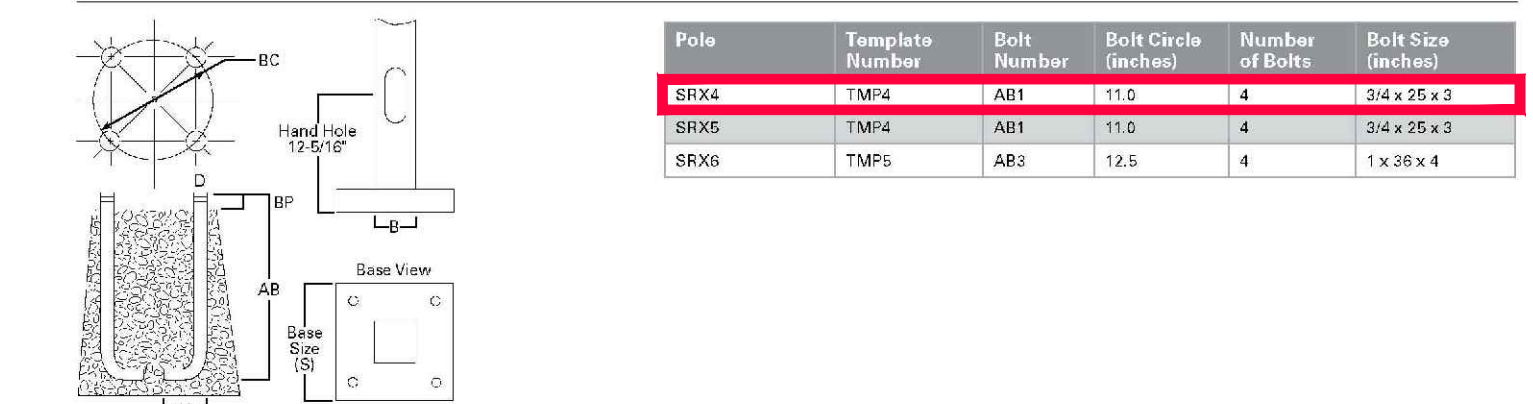 BC
Hand Hole
12-5/16"
D
BP
B
AB
Base View
Base
Size
(S)
Pole Template Number Bolt Number Bolt Circle (inches) Number of Bolts Bolt Size (inches)
SRX4 TMP4 AB1 11.0 4 3/4 x 25 x 3
SRX5 TMP4 AB1 11.0 4 3/4 x 25 x 3
SRX6 TMP5 AB3 12.5 4 1 x 36 x 4